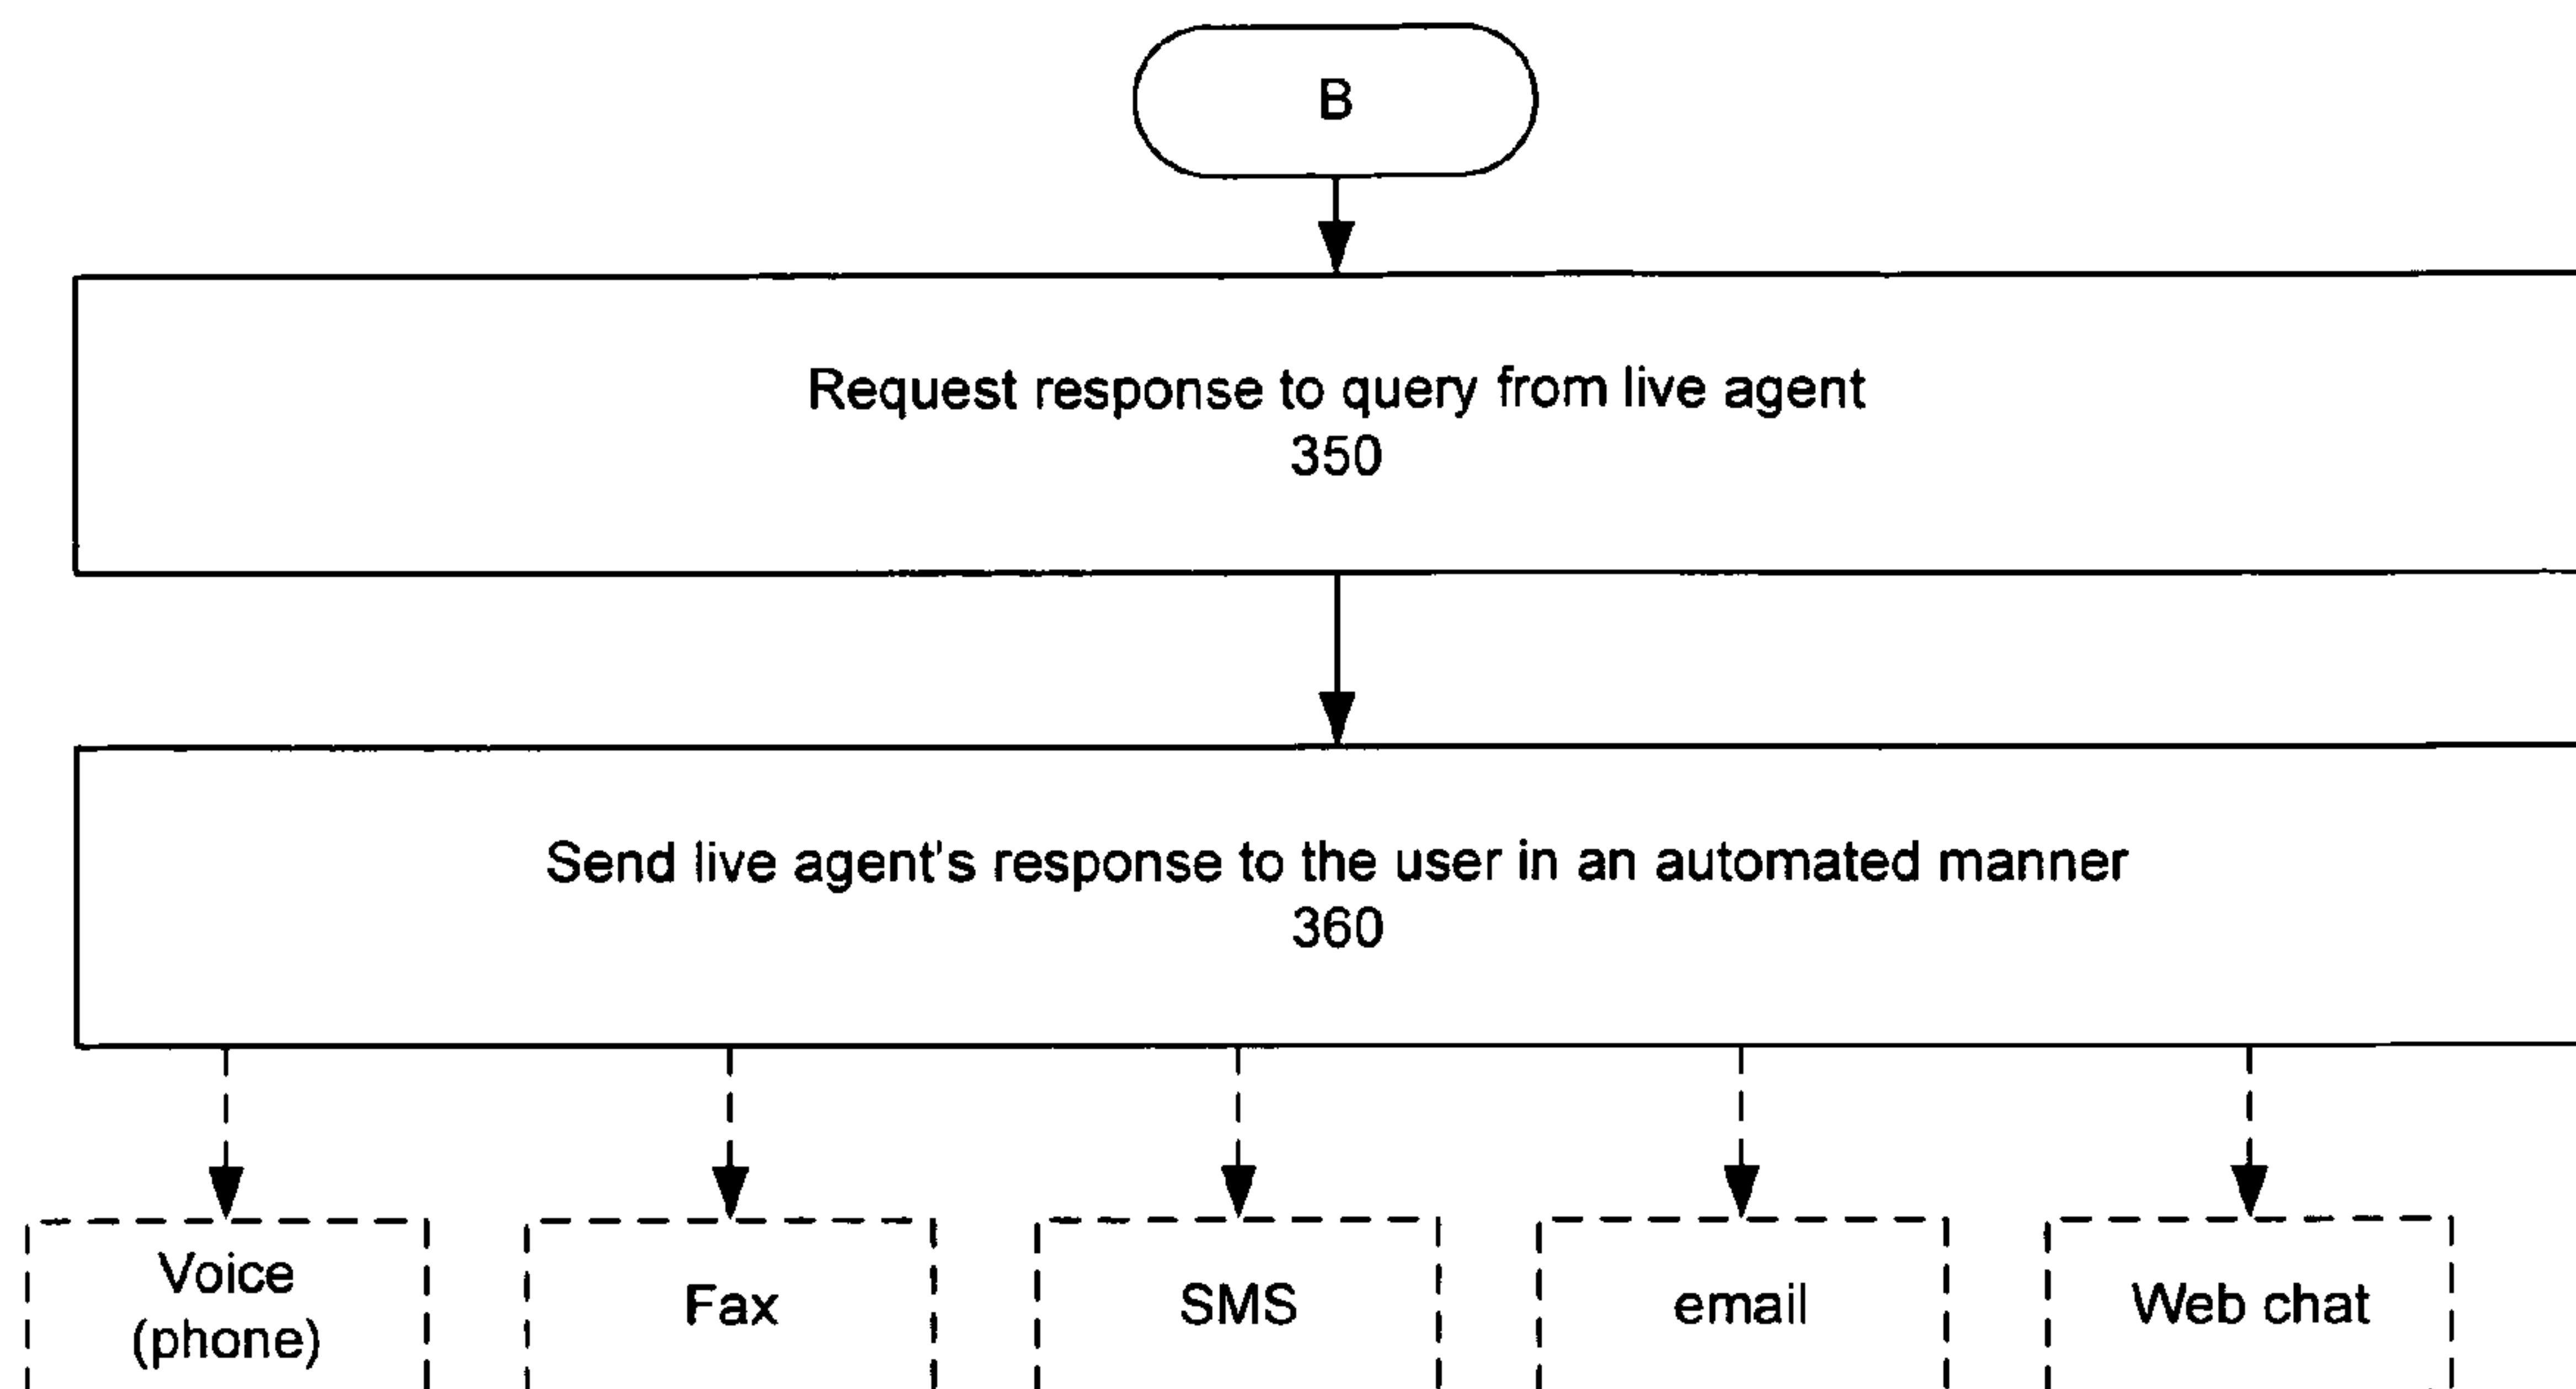 B
Request response to query from live agent
350
Send live agent's response to the user in an automated manner
360
Voice
(phone)
Fax
SMS
email
Web chat